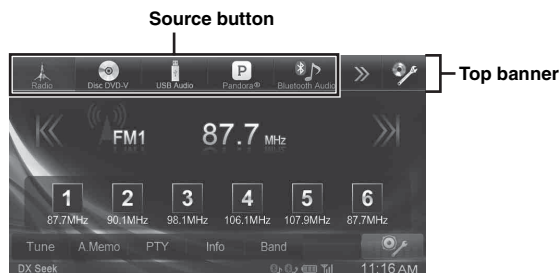 Source button
Radio Disc DVD-V USB Audio Pandora® Bluetooth Audio
Top banner
FM1 87.7 MHz
1 2 3 4 5 6
87.7MHz 90.1MHz 98.1MHz 106.1MHz 107.9MHz 87.7MHz
Tune A.Memo PTY Info Band
DX Seek 11:16 AM